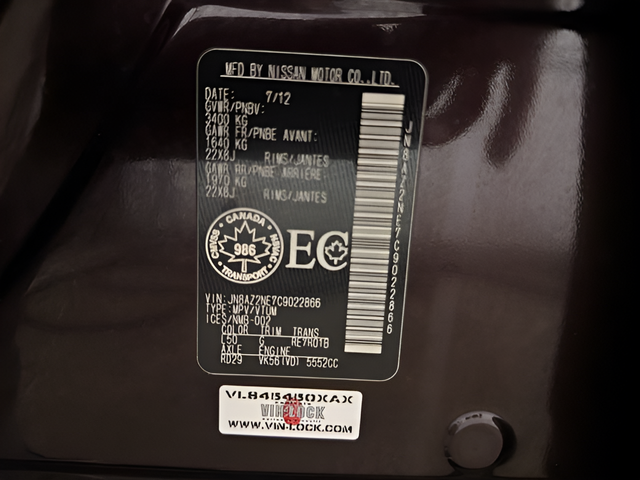 MFD BY NISSAN MOTOR CO.,LTD.
DATE: 7/12
GVWR/PNBV:
3400 KG
GAWR FR/PNBE AVANT:
1640 KG
22X8J RIMS/JANTES
GAWR RR/PNBE ARRIÈRE:
1970 KG
22X8J RIMS/JANTES
CANADA
CMVSS 986 NSVAC
TRANSPORT
EC
VIN: JN8AZ2NE7C9022866
TYPE: MPV/VTUM
ICES/NMB-002
COLOR TRIM TRANS
L50 G RE7R01B
AXLE ENGINE
RD29 VK56(VD) 5552CC
JN8AZ2NE7C9022866
VL845450XAX
VIN LOCK
WWW.VIN-LOCK.COM